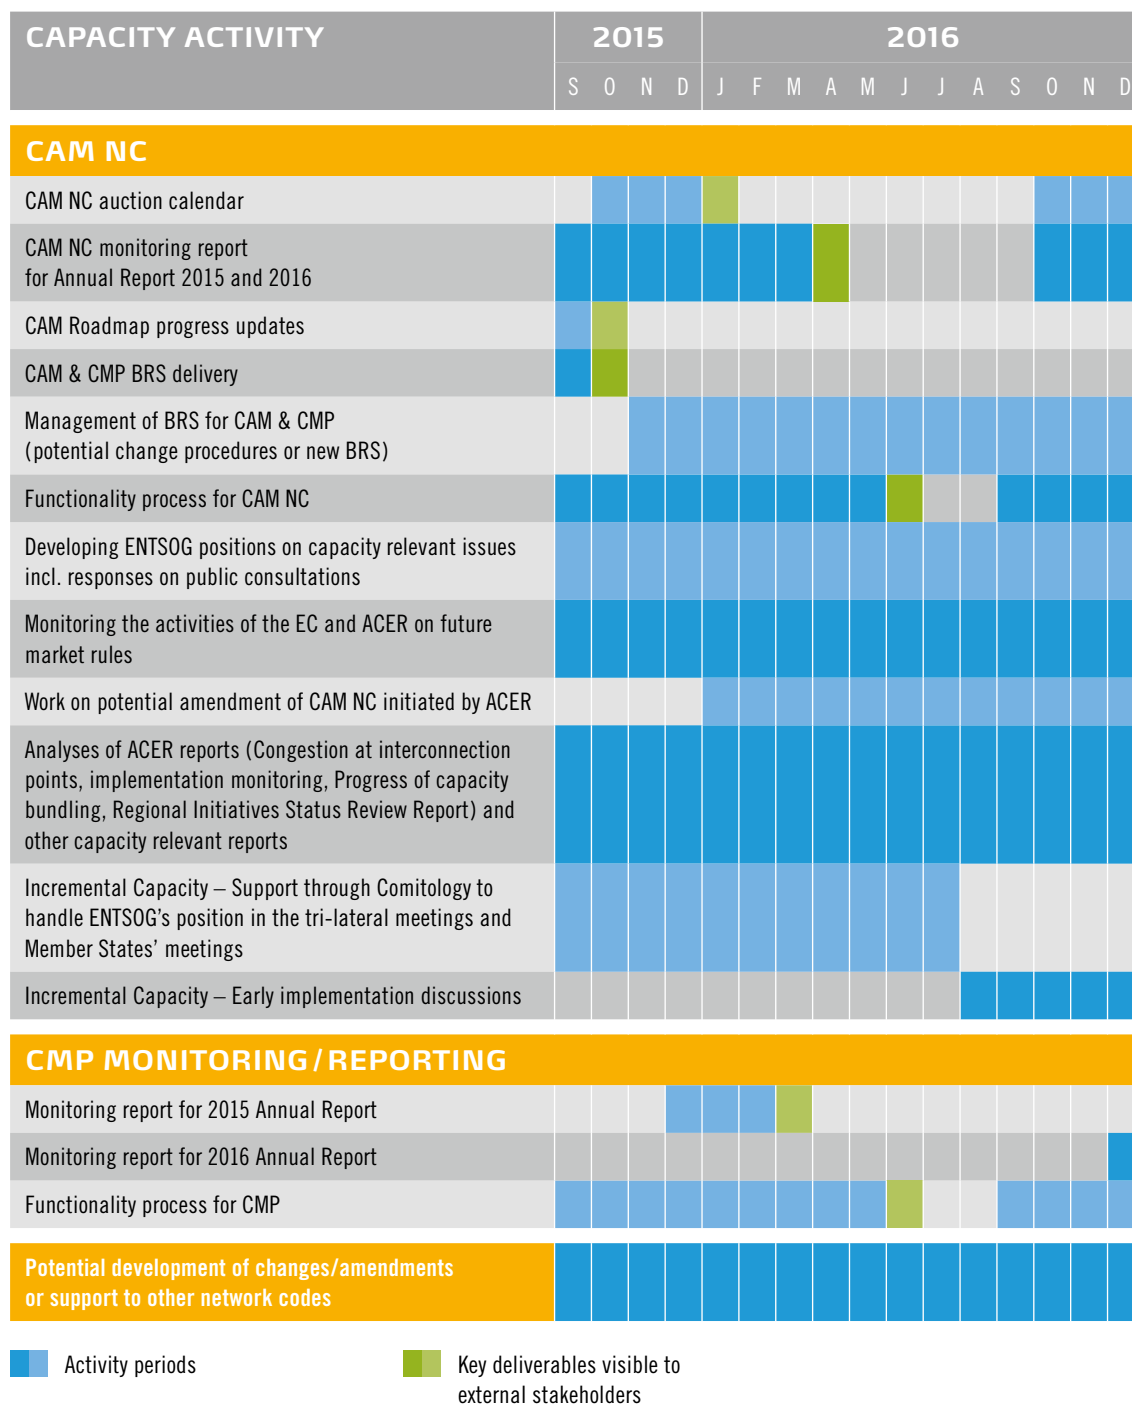 CAPACITY ACTIVITY 2015 2016
S O N D J F M A M J J A S O N D
CAM NC
CAM NC auction calendar
CAM NC monitoring report
for Annual Report 2015 and 2016
CAM Roadmap progress updates
CAM & CMP BRS delivery
Management of BRS for CAM & CMP
(potential change procedures or new BRS)
Functionality process for CAM NC
Developing ENTSOG positions on capacity relevant issues
incl. responses on public consultations
Monitoring the activities of the EC and ACER on future
market rules
Work on potential amendment of CAM NC initiated by ACER
Analyses of ACER reports (Congestion at interconnection
points, implementation monitoring, Progress of capacity
bundling, Regional Initiatives Status Review Report) and
other capacity relevant reports
Incremental Capacity – Support through Comitology to
handle ENTSOG’s position in the tri-lateral meetings and
Member States’ meetings
Incremental Capacity – Early implementation discussions
CMP MONITORING / REPORTING
Monitoring report for 2015 Annual Report
Monitoring report for 2016 Annual Report
Functionality process for CMP
Potential development of changes/amendments
or support to other network codes
Activity periods
Key deliverables visible to
external stakeholders